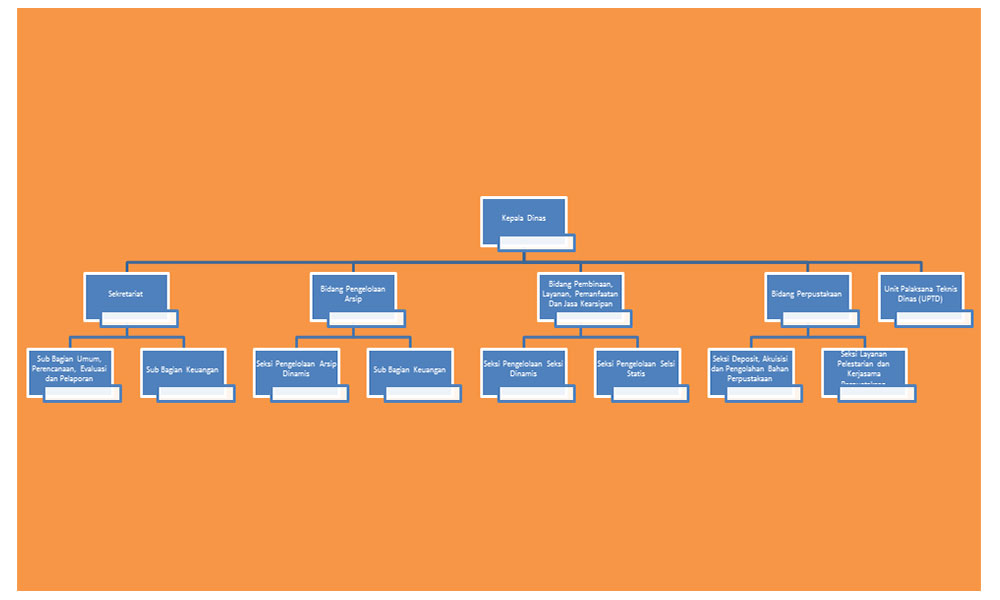 Kepala Dinas
Sekretariat
Bidang Pengelolaan
Arsip
Bidang Pembinaan,
Layanan, Pemanfaatan
Dan Jasa Kearsipan
Bidang Perpustakaan
Unit Palaksana Teknis
Dinas (UPTD)
Sub Bagian Umum,
Perencanaan, Evaluasi
dan Pelaporan
Sub Bagian Keuangan
Seksi Pengelolaan Arsip
Dinamis
Sub Bagian Keuangan
Seksi Pengelolaan Seksi
Dinamis
Seksi Pengelolaan Selsi
Statis
Seksi Deposit, Akuisisi
dan Pengolahan Bahan
Perpustakaan
Seksi Layanan
Pelestarian dan
Kerjasama